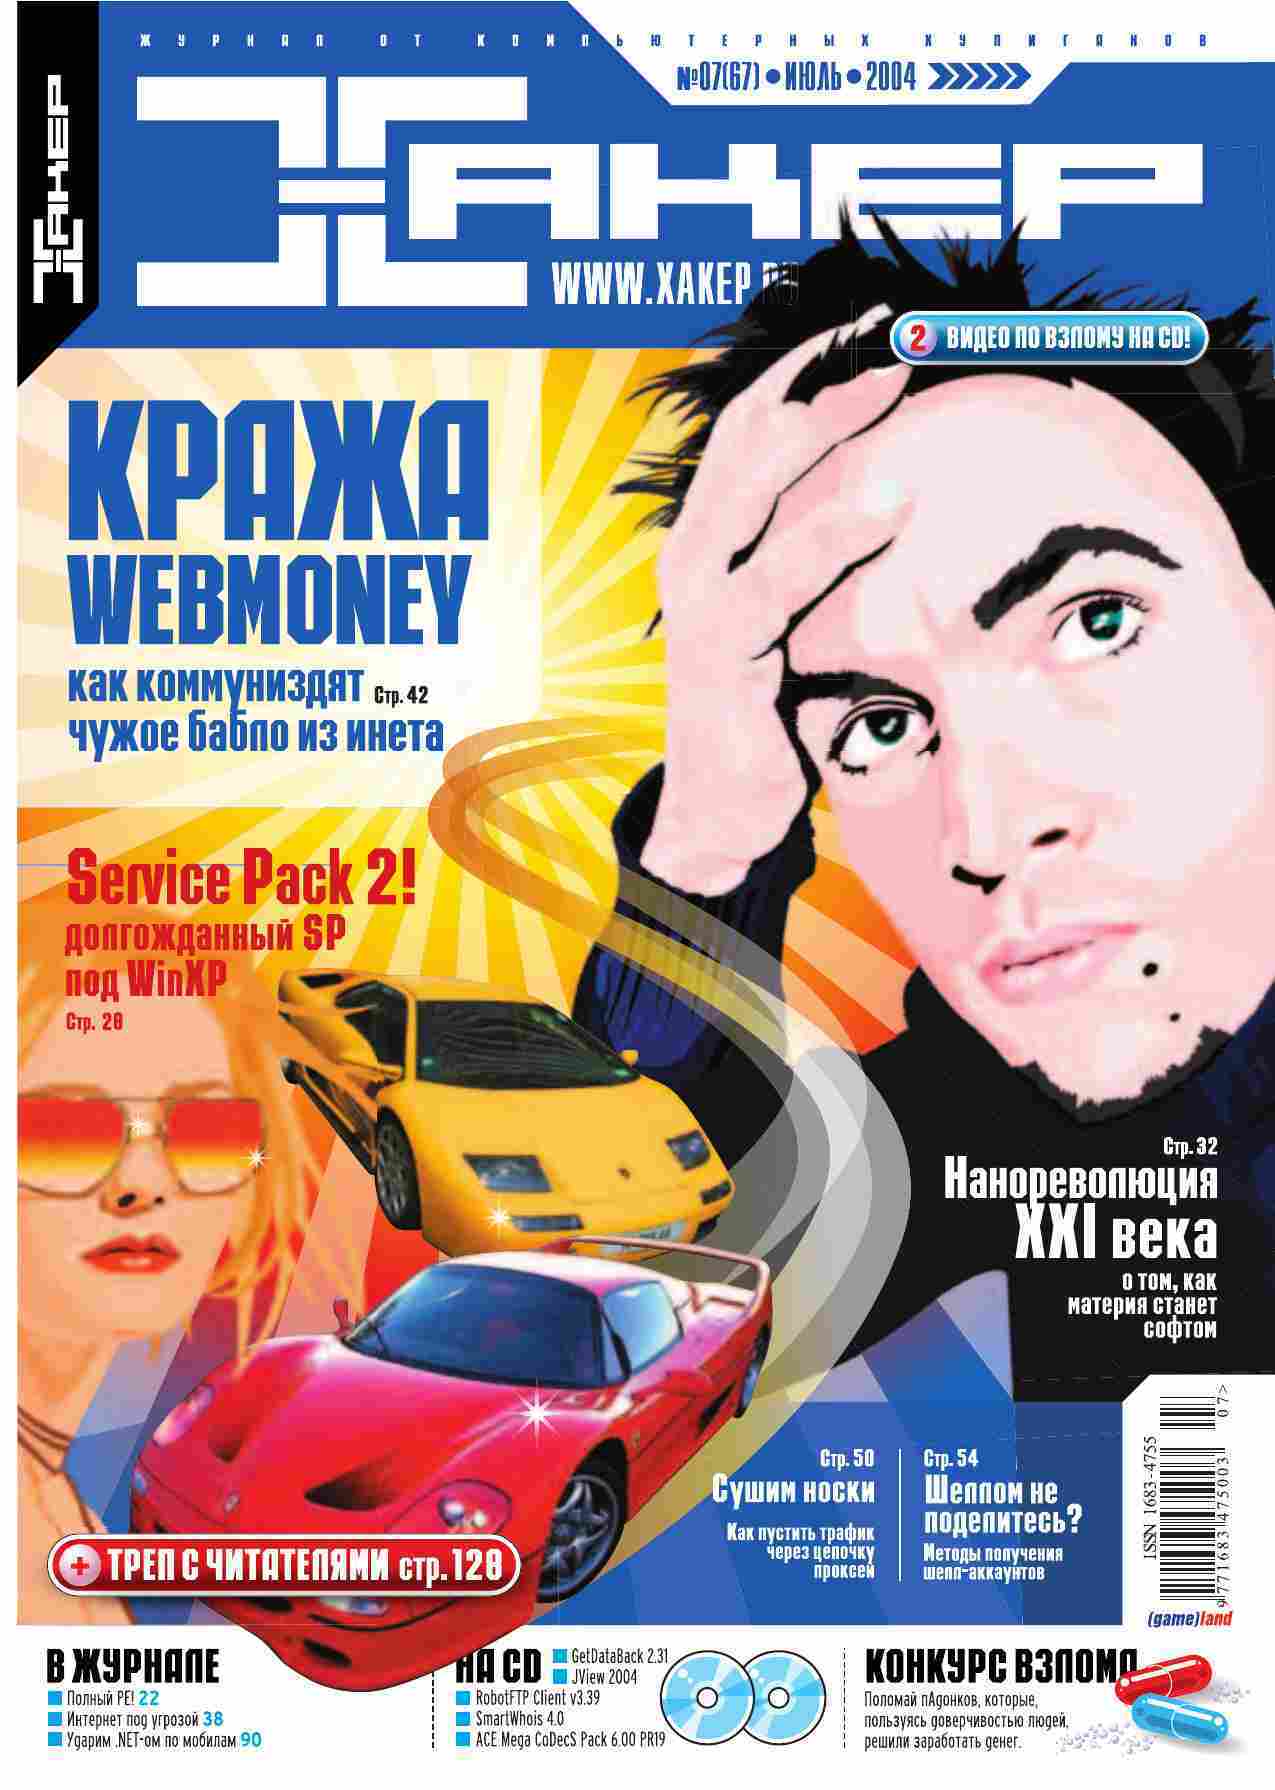 ЖУРНАЛ ОТ КОМПЬЮТЕРНЫХ ХУЛИГАНОВ
№07(67) • ИЮЛЬ • 2004
ХАКЕР
ХАКЕР
WWW.XAKEP.RU
2 ВИДЕО ПО ВЗЛОМУ НА CD!
КРАЖА
WEBMONEY
как коммуниздят Стр. 42
чужое бабло из инета
Service Pack 2!
долгожданный SP
под WinXP
Стр. 28
Стр. 32
Нанореволюция
XXI века
о том, как
материя станет
софтом
Стр. 50
Сушим носки
Как пустить трафик
через цепочку
проксей
Стр. 54
Шеллом не
поделитесь?
Методы получения
шелл-аккаунтов
ISSN 1683-4755
9771683475003
07>
(game)land
+ ТРЕП С ЧИТАТЕЛЯМИ стр. 128
В ЖУРНАЛЕ
Полный PE! 22
Интернет под угрозой 38
Ударим .NET-ом по мобилам 90
НА CD
GetDataBack 2.31
JView 2004
RobotFTP Client v3.39
SmartWhois 4.0
ACE Mega CoDecS Pack 6.00 PR19
КОНКУРС ВЗЛОМА
Поломай пАдонков, которые,
пользуясь доверчивостью людей,
решили заработать денег.